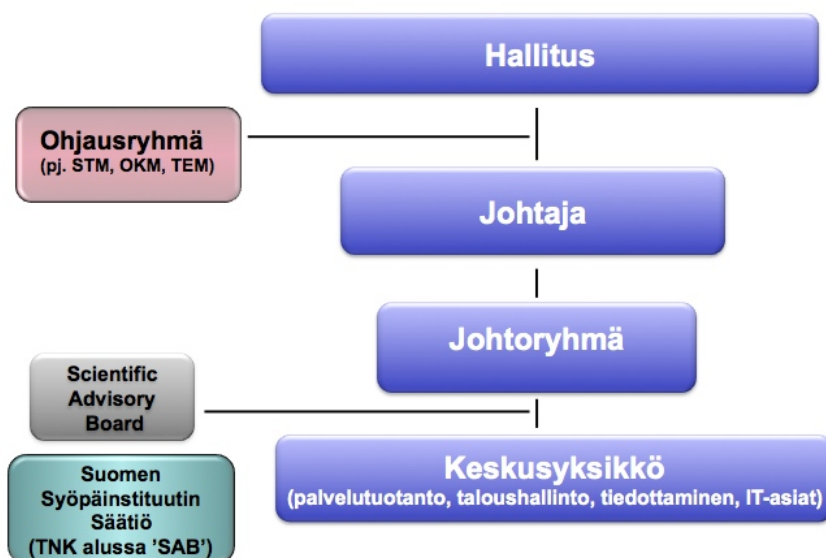 Hallitus
Ohjausryhmä
(pj. STM, OKM, TEM)
Johtaja
Johtoryhmä
Scientific
Advisory
Board
Keskusyksikkö
(palvelutuotanto, taloushallinto, tiedottaminen, IT-asiat)
Suomen
Syöpäinstituutin
Säätiö
(TNK alussa 'SAB')